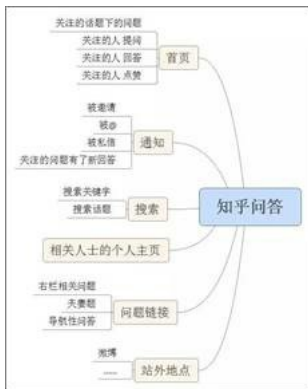 关注的话题下的问题
关注的人 提问
关注的人 回答
关注的人 点赞
首页
被邀请
被@
被私信
关注的问题有了新回答
通知
搜索关键字
搜索话题
搜索
知乎问答
相关人士的个人主页
右栏相关问题
夫妻题
导航性问答
问题链接
微博
......
站外地点